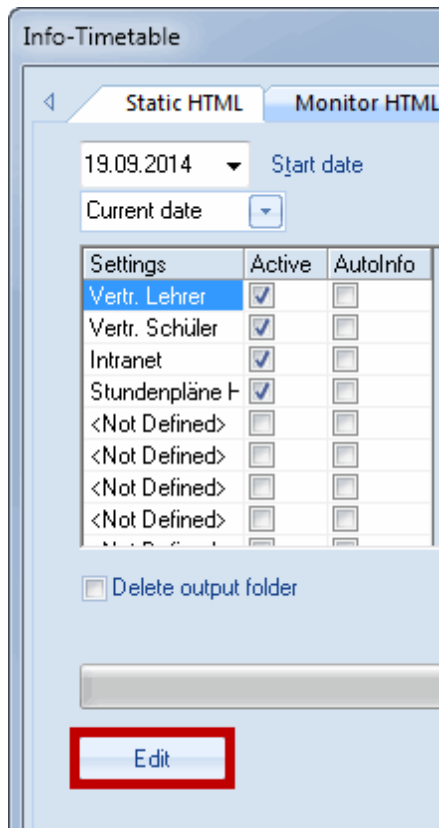 Info-Timetable
Static HTML Monitor HTML
19.09.2014 Start date
Current date
Settings Active AutoInfo
Vertr. Lehrer
Vertr. Schüler
Intranet
Stundenpläne H
<Not Defined>
<Not Defined>
<Not Defined>
<Not Defined>
Delete output folder
Edit